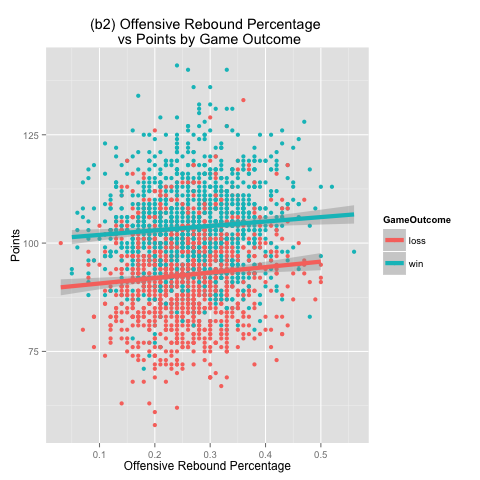 (b2) Offensive Rebound Percentage
vs Points by Game Outcome
Points
125
100
75
0.1 0.2 0.3 0.4 0.5
Offensive Rebound Percentage
GameOutcome
loss
win